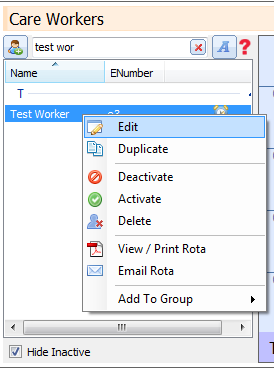 Care Workers
test wor
A
?
Name ENumber
T
Test Worker
Edit
Duplicate
Deactivate
Activate
Delete
View / Print Rota
Email Rota
Add To Group
Hide Inactive